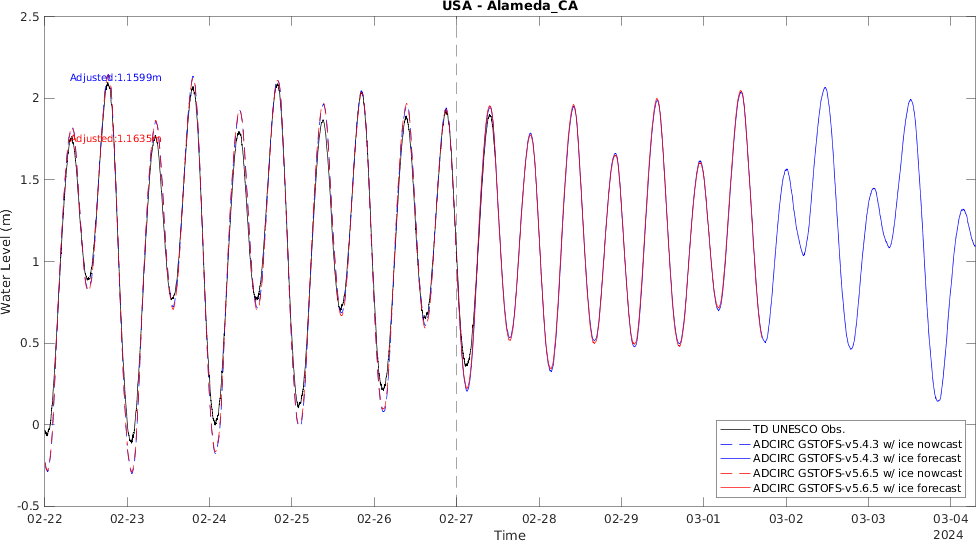 USA - Alameda_CA
2.5
2
1.5
1
0.5
0
-0.5
Water Level (m)
Adjusted:1.1599m
Adjusted:1.1635m
TD UNESCO Obs.
ADCIRC GSTOFS-v5.4.3 w/ ice nowcast
ADCIRC GSTOFS-v5.4.3 w/ ice forecast
ADCIRC GSTOFS-v5.6.5 w/ ice nowcast
ADCIRC GSTOFS-v5.6.5 w/ ice forecast
02-22 02-23 02-24 02-25 02-26 02-27 02-28 02-29 03-01 03-02 03-03 03-04
Time
2024